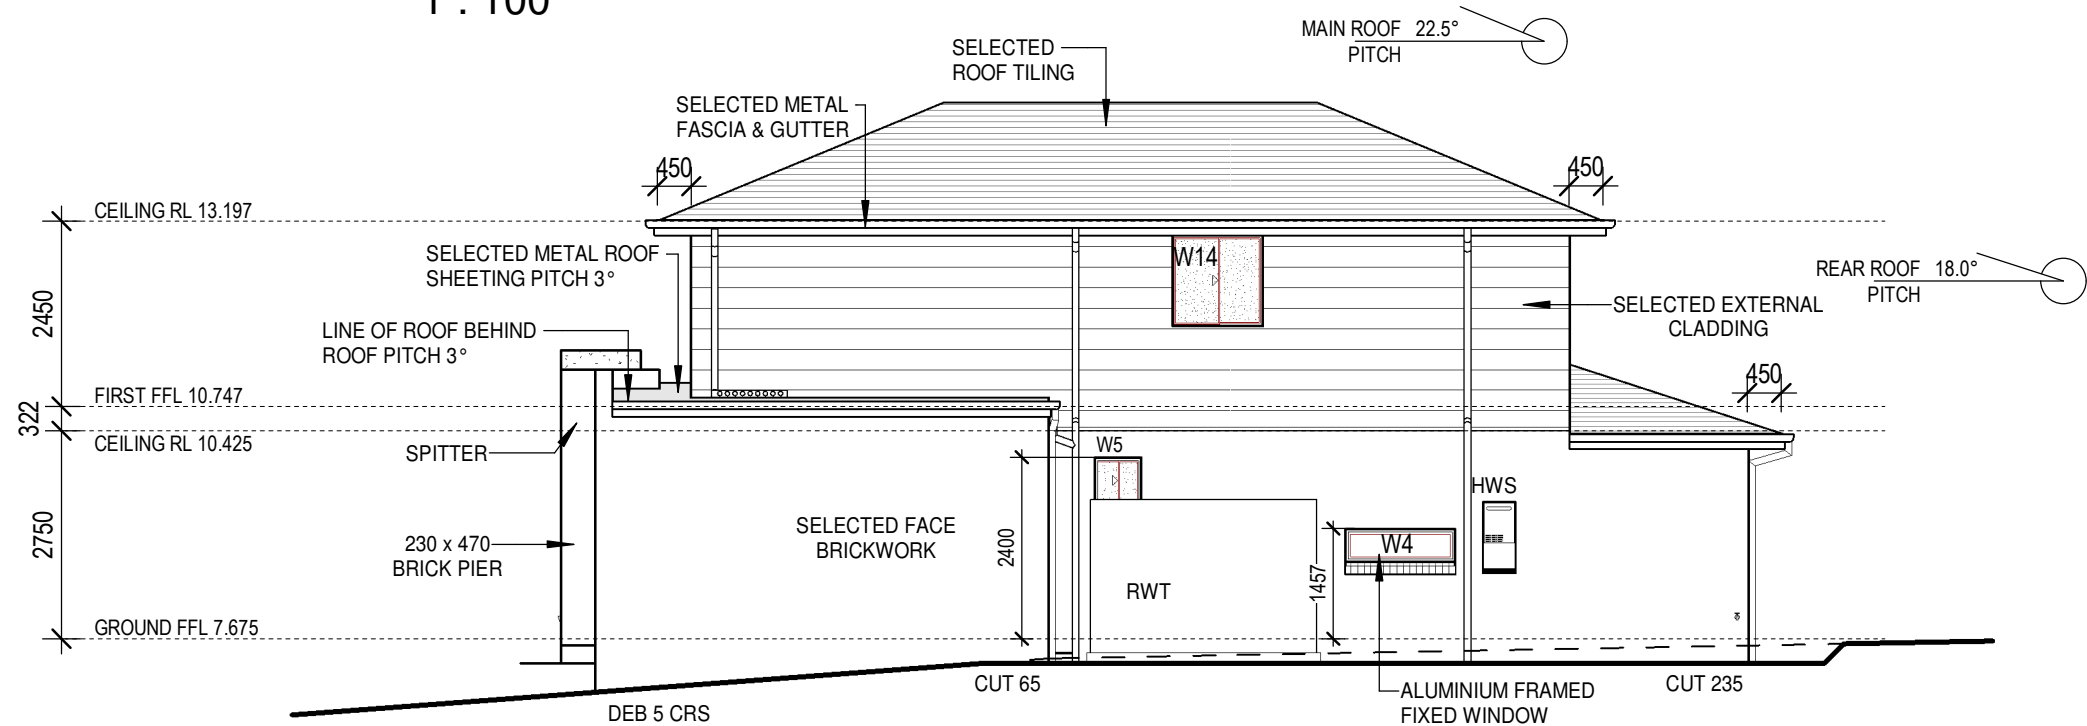 1 : 100
MAIN ROOF 22.5°
PITCH
SELECTED
ROOF TILING
SELECTED METAL
FASCIA & GUTTER
450
450
CEILING RL 13.197
SELECTED METAL ROOF
SHEETING PITCH 3°
W14
REAR ROOF 18.0°
PITCH
2450
SELECTED EXTERNAL
CLADDING
LINE OF ROOF BEHIND
ROOF PITCH 3°
450
FIRST FFL 10.747
322
CEILING RL 10.425
SPITTER
W5
HWS
2750
230 x 470
BRICK PIER
SELECTED FACE
BRICKWORK
2400
W4
RWT
1457
GROUND FFL 7.675
CUT 65
CUT 235
ALUMINIUM FRAMED
FIXED WINDOW
DEB 5 CRS